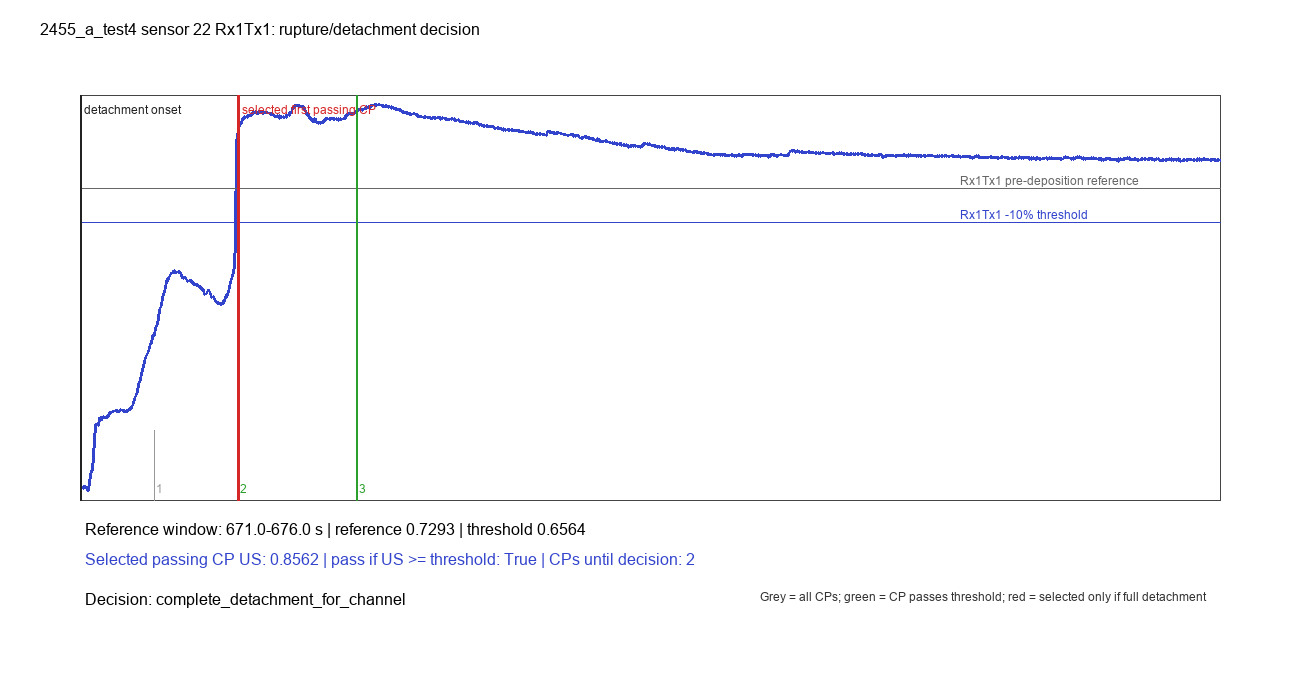 2455_a_test4 sensor 22 Rx1Tx1: rupture/detachment decision
detachment onset
selected first passing CP
Rx1Tx1 pre-deposition reference
Rx1Tx1 -10% threshold
1
2
3
Reference window: 671.0-676.0 s | reference 0.7293 | threshold 0.6564
Selected passing CP US: 0.8562 | pass if US >= threshold: True | CPs until decision: 2
Decision: complete_detachment_for_channel
Grey = all CPs; green = CP passes threshold; red = selected only if full detachment